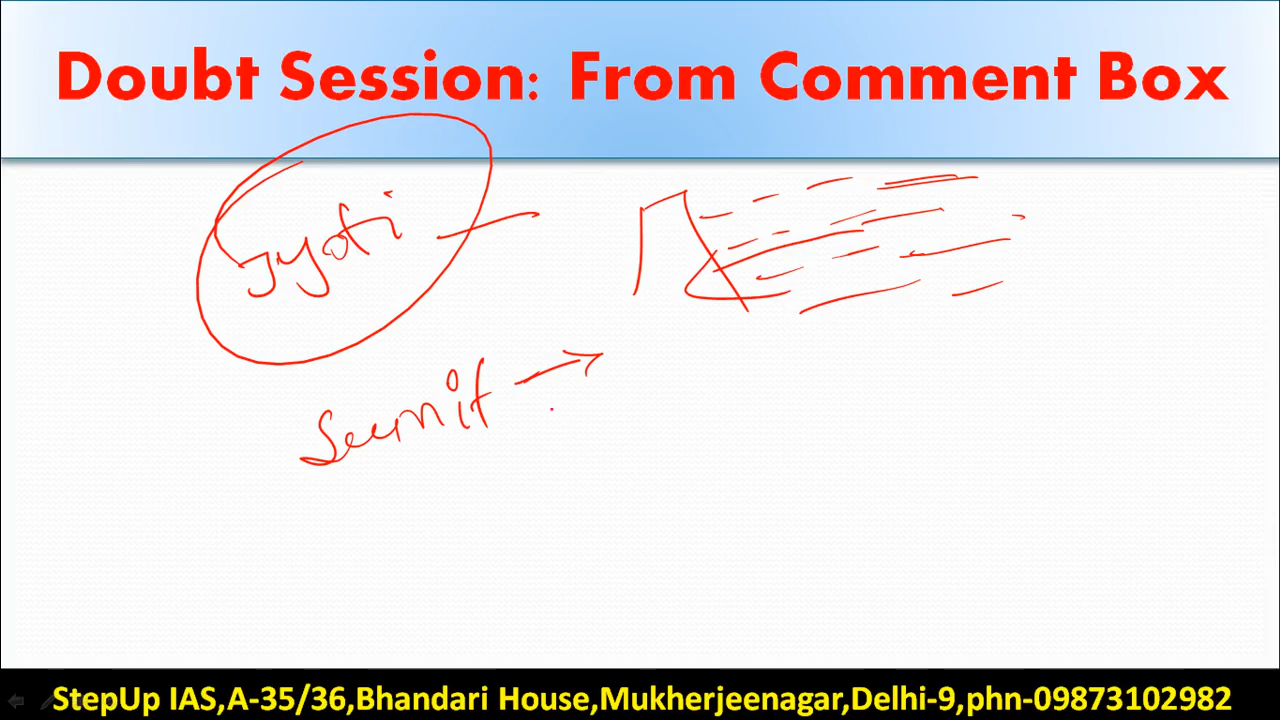 Doubt Session: From Comment Box
Jyoti
Sumit
StepUp IAS,A-35/36,Bhandari House,Mukherjeenagar,Delhi-9,phn-09873102982